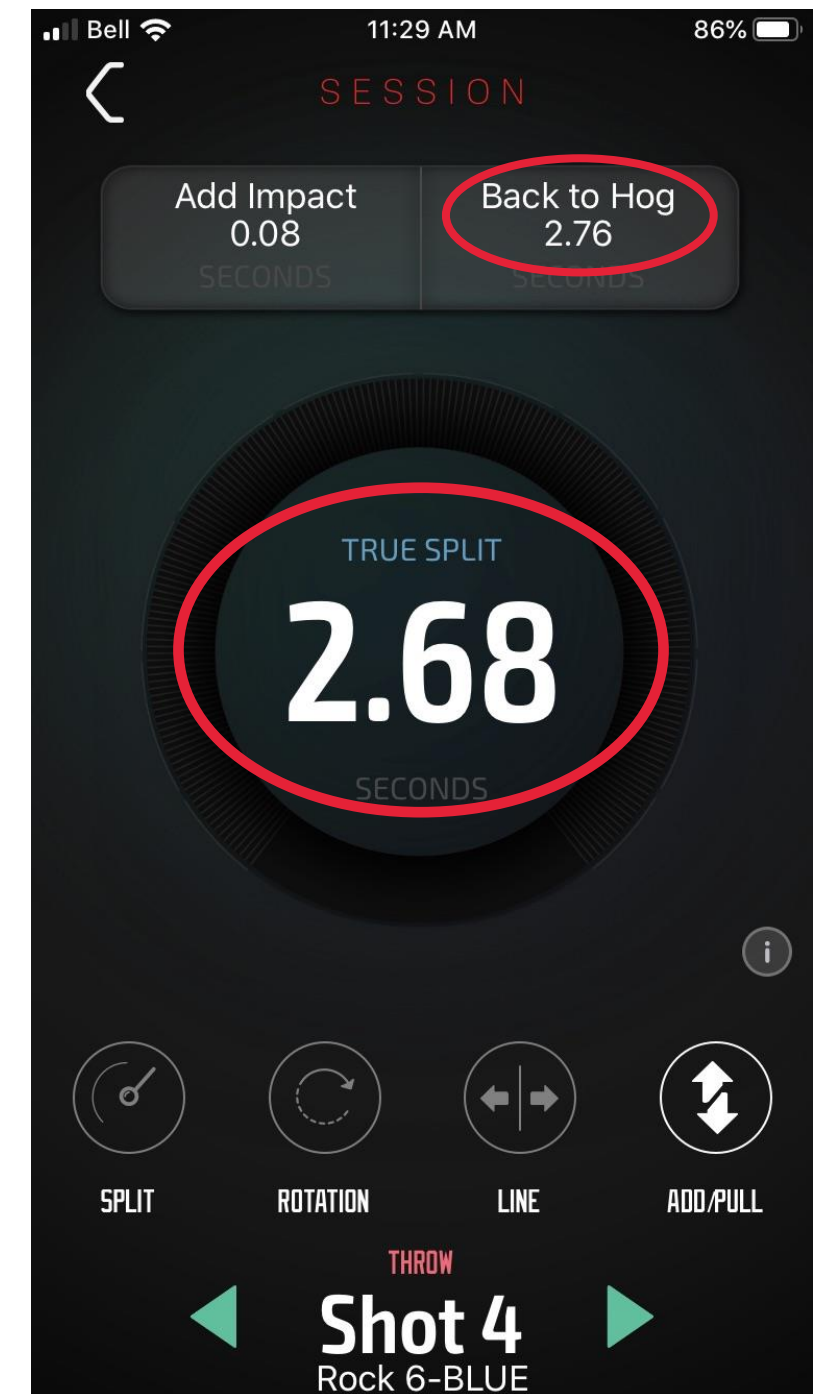 Bell 11:29 AM 86%
SESSION
Add Impact Back to Hog
0.08 2.76
SECONDS SECONDS
TRUE SPLIT
2.68
SECONDS
i
SPLIT ROTATION LINE ADD/PULL
THROW
Shot 4
Rock 6-BLUE